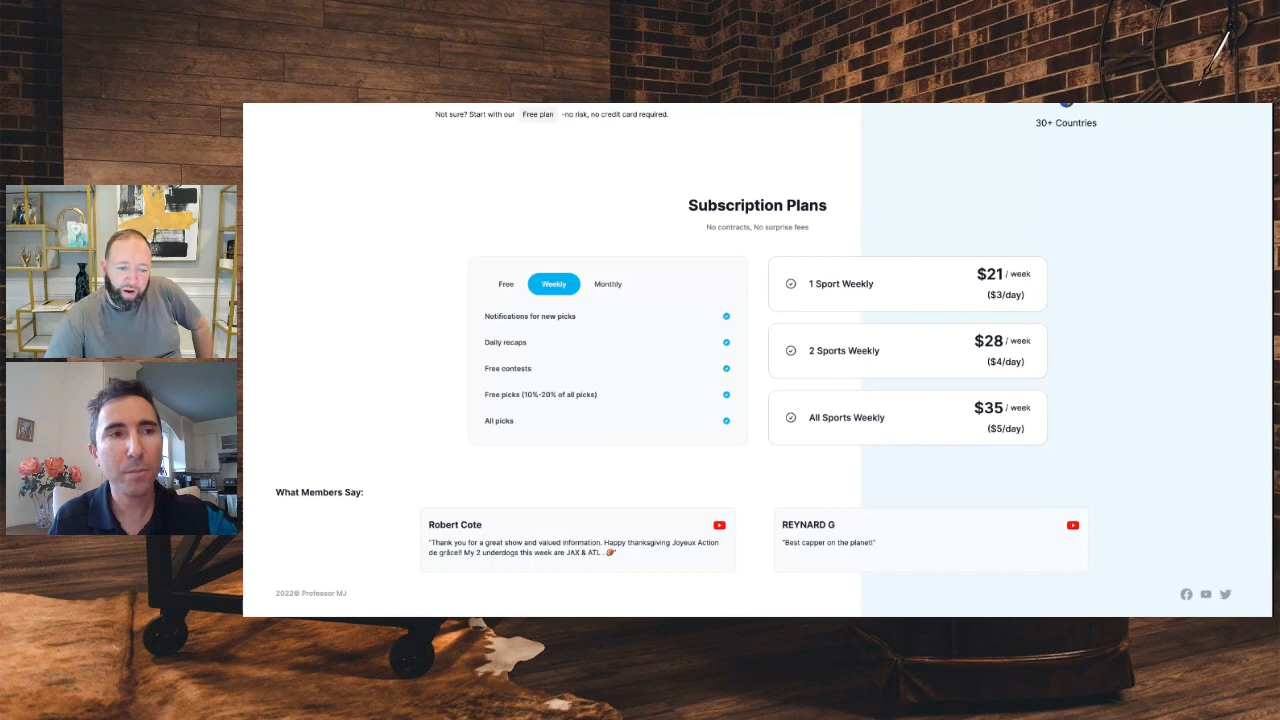 Not sure? Start with our Free plan -no risk, no credit card required.
30+ Countries
Subscription Plans
No contracts, No surprise fees
Free Weekly Monthly
Notifications for new picks
Daily recaps
Free contests
Free picks (10%-20% of all picks)
All picks
1 Sport Weekly
$21 / week
($3/day)
2 Sports Weekly
$28 / week
($4/day)
All Sports Weekly
$35 / week
($5/day)
What Members Say:
Robert Cote
"Thank you for a great show and valued information. Happy thanksgiving Joyeux Action
de grâce!! My 2 underdogs this week are JAX & ATL . 🏈"
REYNARD G
"Best capper on the planet!"
2022© Professor MJ